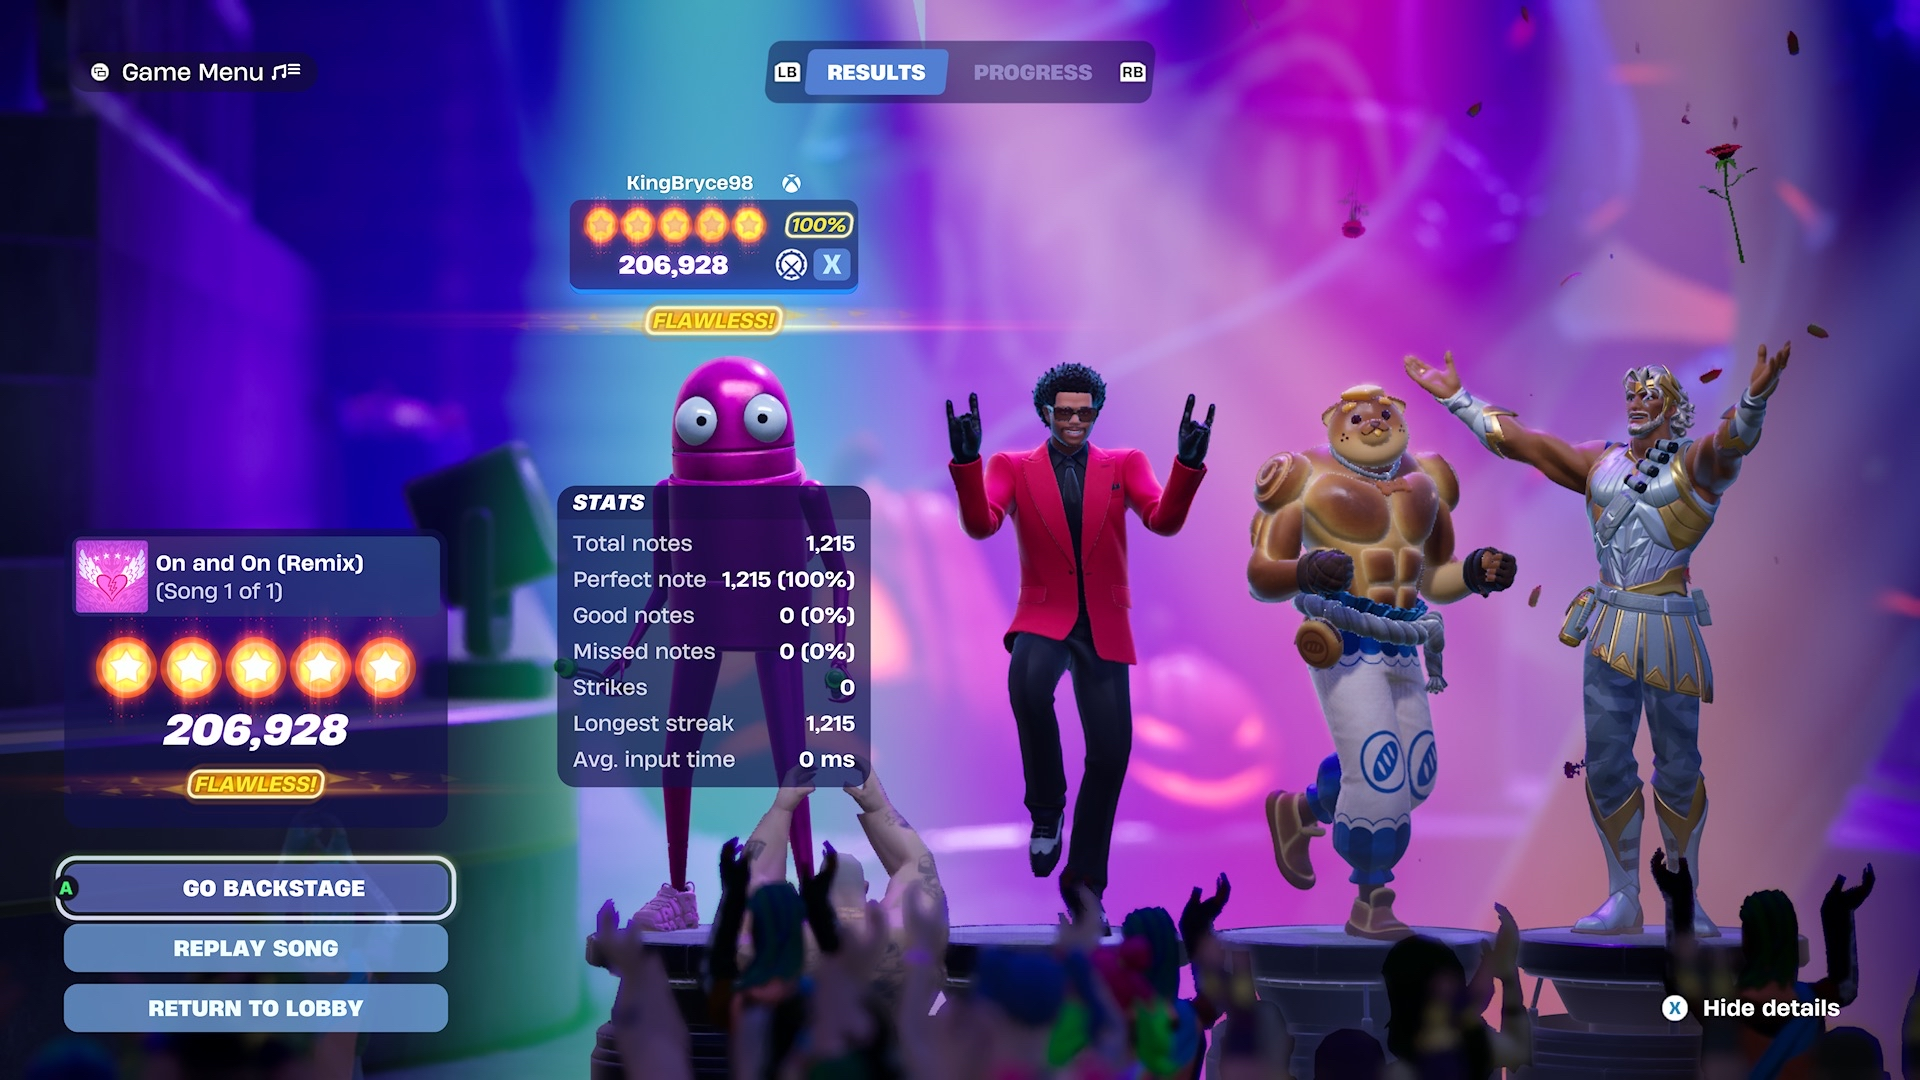 Game Menu
LB RESULTS PROGRESS RB
KingBryce98
100%
206,928 X
FLAWLESS!
STATS
Total notes 1,215
Perfect note 1,215 (100%)
Good notes 0 (0%)
Missed notes 0 (0%)
Strikes 0
Longest streak 1,215
Avg. input time 0 ms
On and On (Remix)
(Song 1 of 1)
206,928
FLAWLESS!
A GO BACKSTAGE
REPLAY SONG
RETURN TO LOBBY
X Hide details